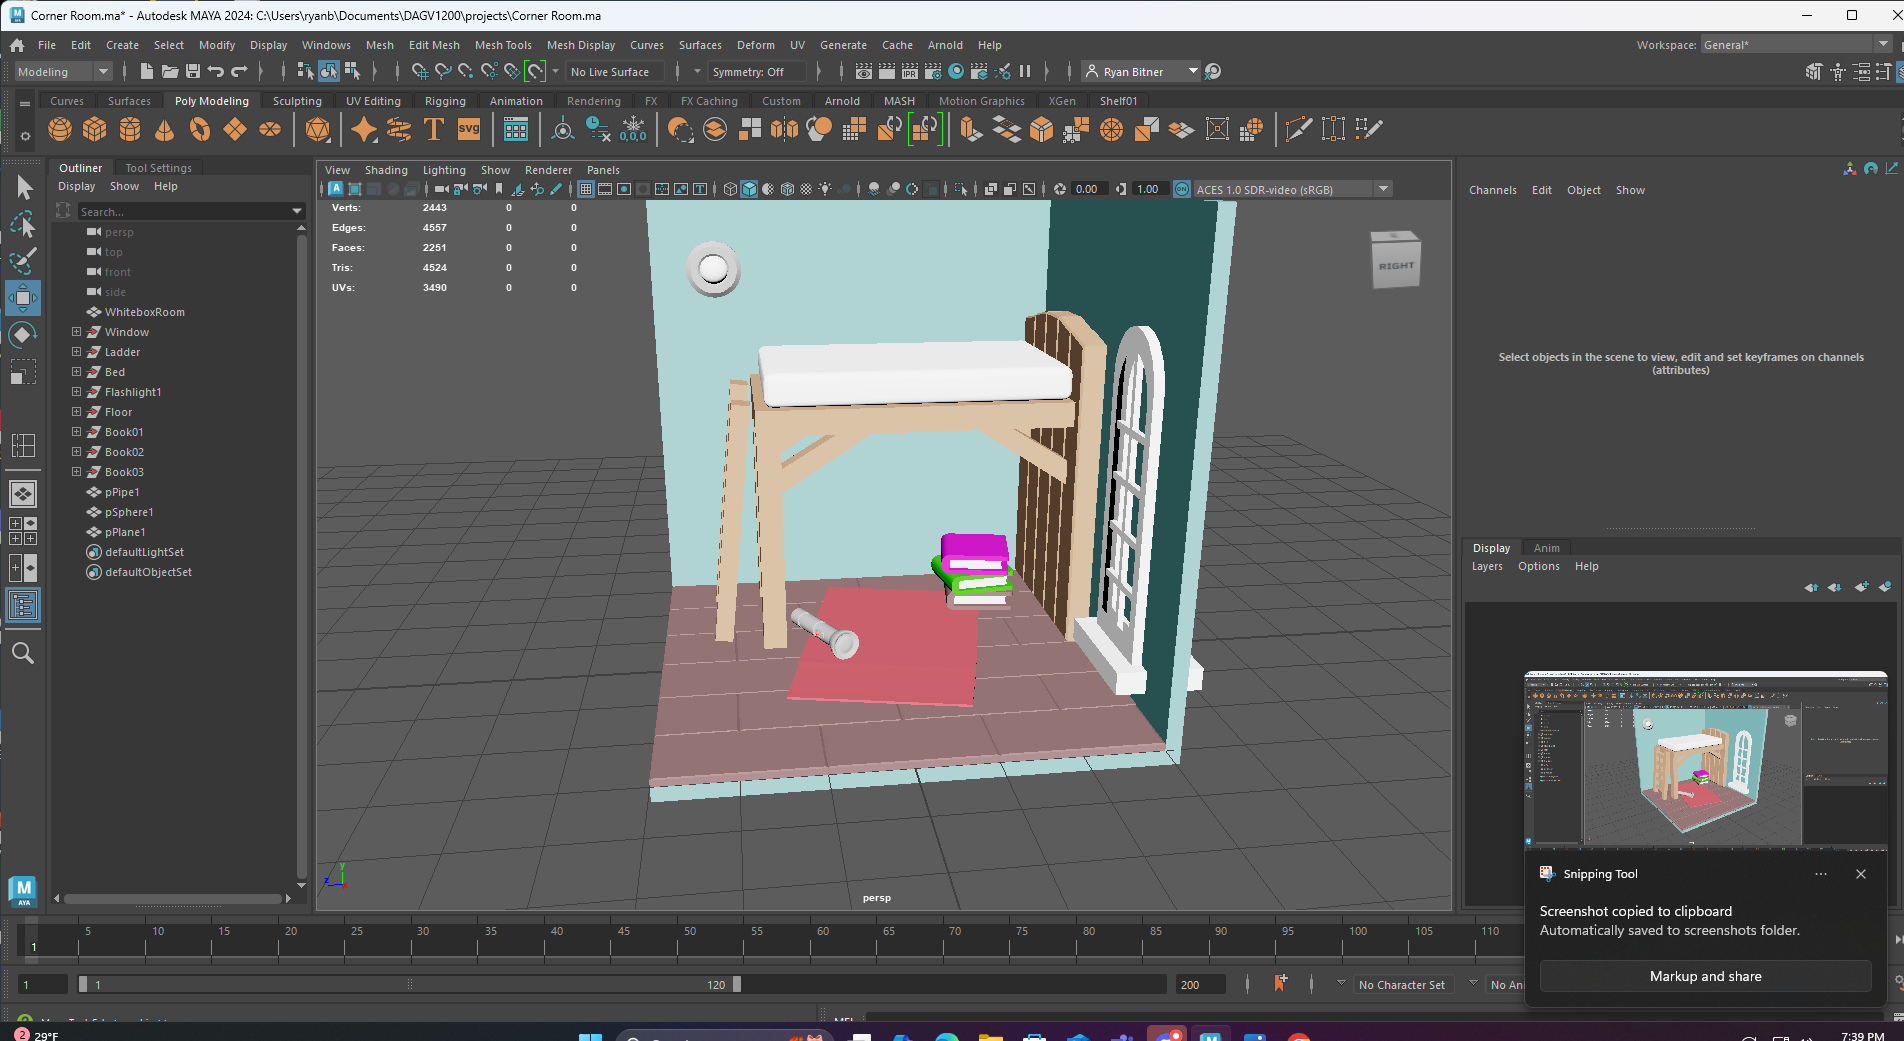 Corner Room.ma* - Autodesk MAYA 2024: C:\Users\ryanb\Documents\DAGV1200\projects\Corner Room.ma
File Edit Create Select Modify Display Windows Mesh Edit Mesh Mesh Tools Mesh Display Curves Surfaces Deform UV Generate Cache Arnold Help
Workspace: General*
Modeling
No Live Surface
Symmetry: Off
IPR
Ryan Bitner
Curves Surfaces Poly Modeling Sculpting UV Editing Rigging Animation Rendering FX FX Caching Custom Arnold MASH Motion Graphics XGen Shelf01
T SVG 0,0,0
Outliner Tool Settings
Display Show Help
Search...
persp
top
front
side
WhiteboxRoom
Window
Ladder
Bed
Flashlight1
Floor
Book01
Book02
Book03
pPipe1
pSphere1
pPlane1
defaultLightSet
defaultObjectSet
View Shading Lighting Show Renderer Panels
0.00 1.00 ACES 1.0 SDR-video (sRGB)
Verts: 2443 0 0
Edges: 4557 0 0
Faces: 2251 0 0
Tris: 4524 0 0
UVs: 3490 0 0
RIGHT
persp
y
z
Channels Edit Object Show
Select objects in the scene to view, edit and set keyframes on channels
(attributes)
Display Anim
Layers Options Help
M
AYA
Snipping Tool
Screenshot copied to clipboard
Automatically saved to screenshots folder.
Markup and share
1 5 10 15 20 25 30 35 40 45 50 55 60 65 70 75 80 85 90 95 100 105 110
1 1 120 200
No Character Set
No Ani
2
29°F
7:39 PM